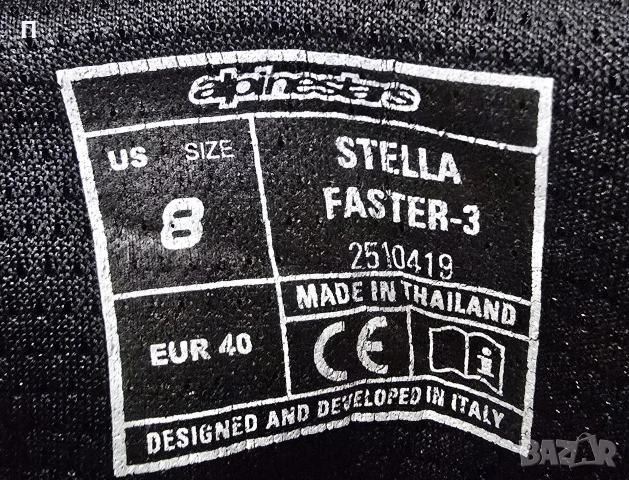 П
alpinestars
US SIZE
8
EUR 40
STELLA
FASTER-3
2510419
MADE IN THAILAND
CE
i
DESIGNED AND DEVELOPED IN ITALY
BAZAR